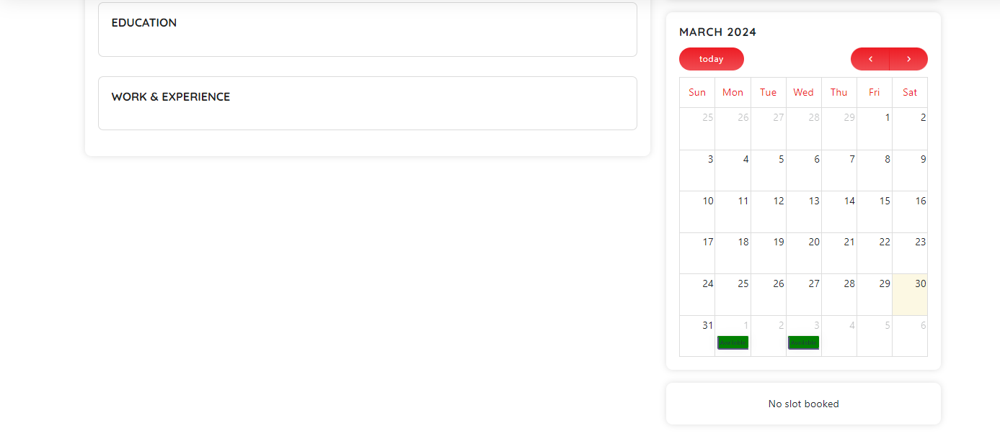 EDUCATION
WORK & EXPERIENCE
MARCH 2024
today
Sun Mon Tue Wed Thu Fri Sat
25 26 27 28 29 1 2
3 4 5 6 7 8 9
10 11 12 13 14 15 16
17 18 19 20 21 22 23
24 25 26 27 28 29 30
31 1 2 3 4 5 6
Available Available
No slot booked